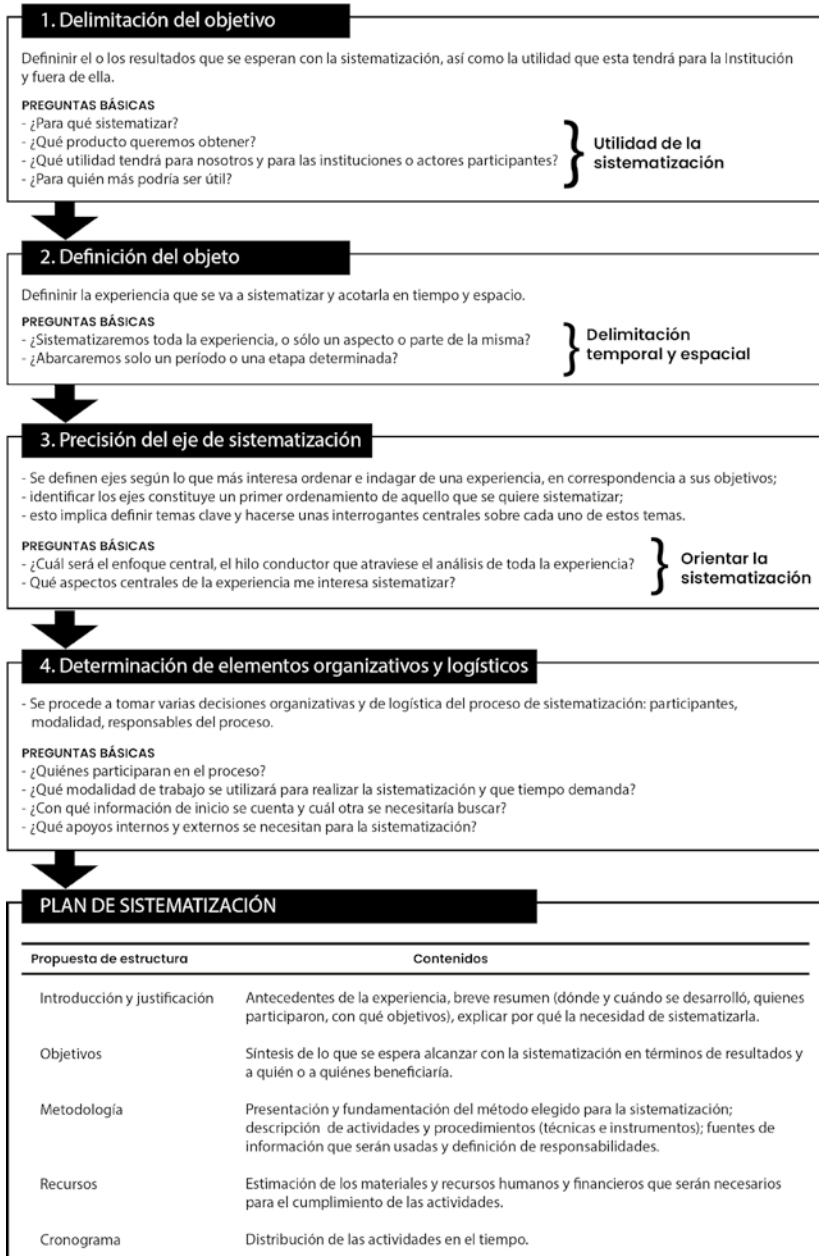 1. Delimitación del objetivo
Defininir el o los resultados que se esperan con la sistematización, así como la utilidad que esta tendrá para la Institución
y fuera de ella.
PREGUNTAS BÁSICAS
- ¿Para qué sistematizar?
- ¿Qué producto queremos obtener?
- ¿Qué utilidad tendrá para nosotros y para las instituciones o actores participantes?
- ¿Para quién más podría ser útil?
Utilidad de la
sistematización
2. Definición del objeto
Defininir la experiencia que se va a sistematizar y acotarla en tiempo y espacio.
PREGUNTAS BÁSICAS
- ¿Sistematizaremos toda la experiencia, o sólo un aspecto o parte de la misma?
- ¿Abarcaremos solo un período o una etapa determinada?
Delimitación
temporal y espacial
3. Precisión del eje de sistematización
- Se definen ejes según lo que más interesa ordenar e indagar de una experiencia, en correspondencia a sus objetivos;
- identificar los ejes constituye un primer ordenamiento de aquello que se quiere sistematizar;
- esto implica definir temas clave y hacerse unas interrogantes centrales sobre cada uno de estos temas.
PREGUNTAS BÁSICAS
- ¿Cuál será el enfoque central, el hilo conductor que atraviese el análisis de toda la experiencia?
- Qué aspectos centrales de la experiencia me interesa sistematizar?
Orientar la
sistematización
4. Determinación de elementos organizativos y logísticos
- Se procede a tomar varias decisiones organizativas y de logística del proceso de sistematización: participantes,
modalidad, responsables del proceso.
PREGUNTAS BÁSICAS
- ¿Quiénes participaran en el proceso?
- ¿Qué modalidad de trabajo se utilizará para realizar la sistematización y que tiempo demanda?
- ¿Con qué información de inicio se cuenta y cuál otra se necesitaría buscar?
- ¿Qué apoyos internos y externos se necesitan para la sistematización?
PLAN DE SISTEMATIZACIÓN
Propuesta de estructura Contenidos
Introducción y justificación Antecedentes de la experiencia, breve resumen (dónde y cuándo se desarrolló, quienes
participaron, con qué objetivos), explicar por qué la necesidad de sistematizarla.
Objetivos Síntesis de lo que se espera alcanzar con la sistematización en términos de resultados y
a quién o a quiénes beneficiaría.
Metodología Presentación y fundamentación del método elegido para la sistematización;
descripción de actividades y procedimientos (técnicas e instrumentos); fuentes de
información que serán usadas y definición de responsabilidades.
Recursos Estimación de los materiales y recursos humanos y financieros que serán necesarios
para el cumplimiento de las actividades.
Cronograma Distribución de las actividades en el tiempo.